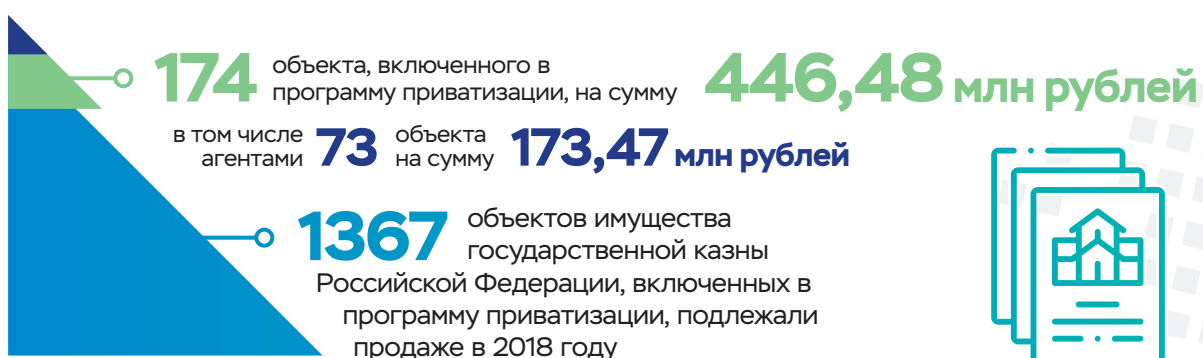 174 объекта, включенного в
программу приватизации, на сумму 446,48 млн рублей
в том числе
агентами 73 объекта
на сумму 173,47 млн рублей
1367 объектов имущества
государственной казны
Российской Федерации, включенных в
программу приватизации, подлежали
продаже в 2018 году